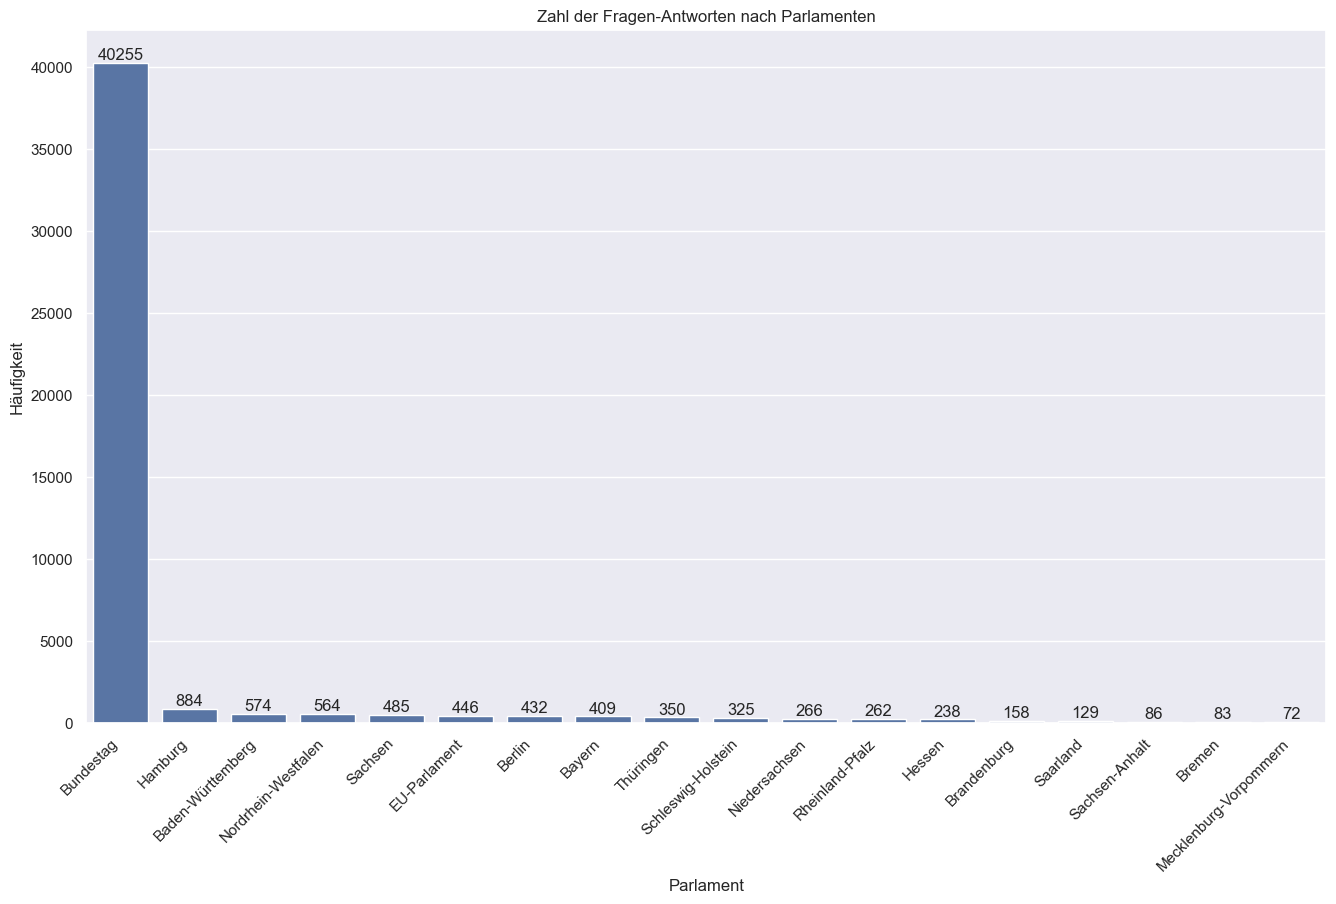 Zahl der Fragen-Antworten nach Parlamenten
Häufigkeit
40000
35000
30000
25000
20000
15000
10000
5000
0
40255
884
574
564
485
446
432
409
350
325
266
262
238
158
129
86
83
72
Bundestag
Hamburg
Baden-Württemberg
Nordrhein-Westfalen
Sachsen
EU-Parlament
Berlin
Bayern
Thüringen
Schleswig-Holstein
Niedersachsen
Rheinland-Pfalz
Hessen
Brandenburg
Saarland
Sachsen-Anhalt
Bremen
Mecklenburg-Vorpommern
Parlament